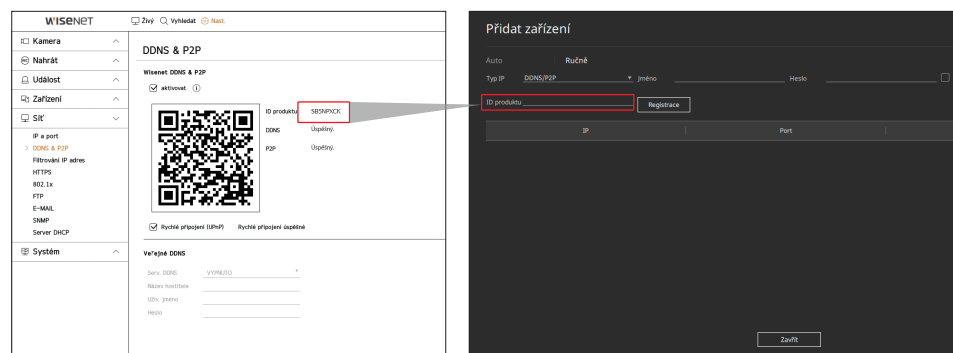 WISENET
Živý Vyhledat Nast.
Kamera
Nahrát
Událost
Zařízení
Síť
IP a port
DDNS & P2P
Filtrování IP adres
HTTPS
802.1x
FTP
E-MAIL
SNMP
Server DHCP
Systém
DDNS & P2P
Wisenet DDNS & P2P
aktivovat
ID produktu SB5NPXCK
DDNS Úspěšný.
P2P Úspěšný.
Rychlé připojení (UPnP) Rychlé připojení úspěšné
Veřejné DDNS
Serv. DDNS VYPNUTO
Název hostitele
Uživ. jméno
Heslo
Přidat zařízení
Auto Ručně
Typ IP DDNS/P2P Jméno Heslo
ID produktu Registrace
IP Port
Zavřít